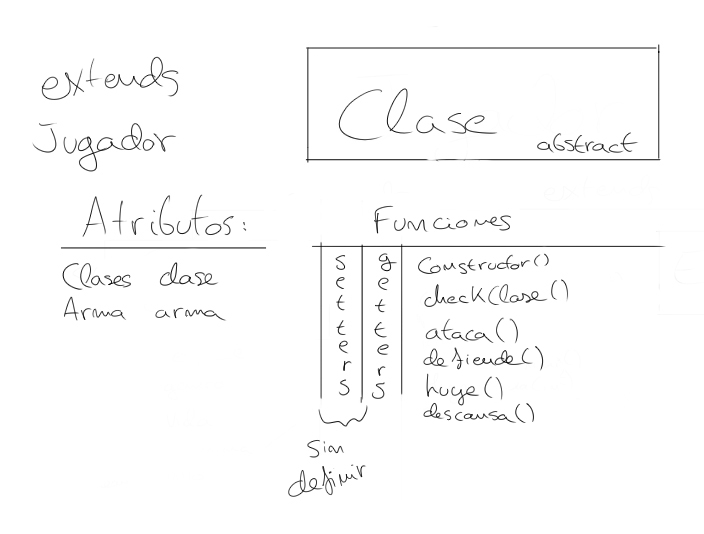 extends
Jugador
Clase
abstract
Atributos:
Clases clase
Arma arma
Funciones
setters
getters
Constructor()
checkClase()
ataca()
defiende()
huye()
descansa()
Sin
definir